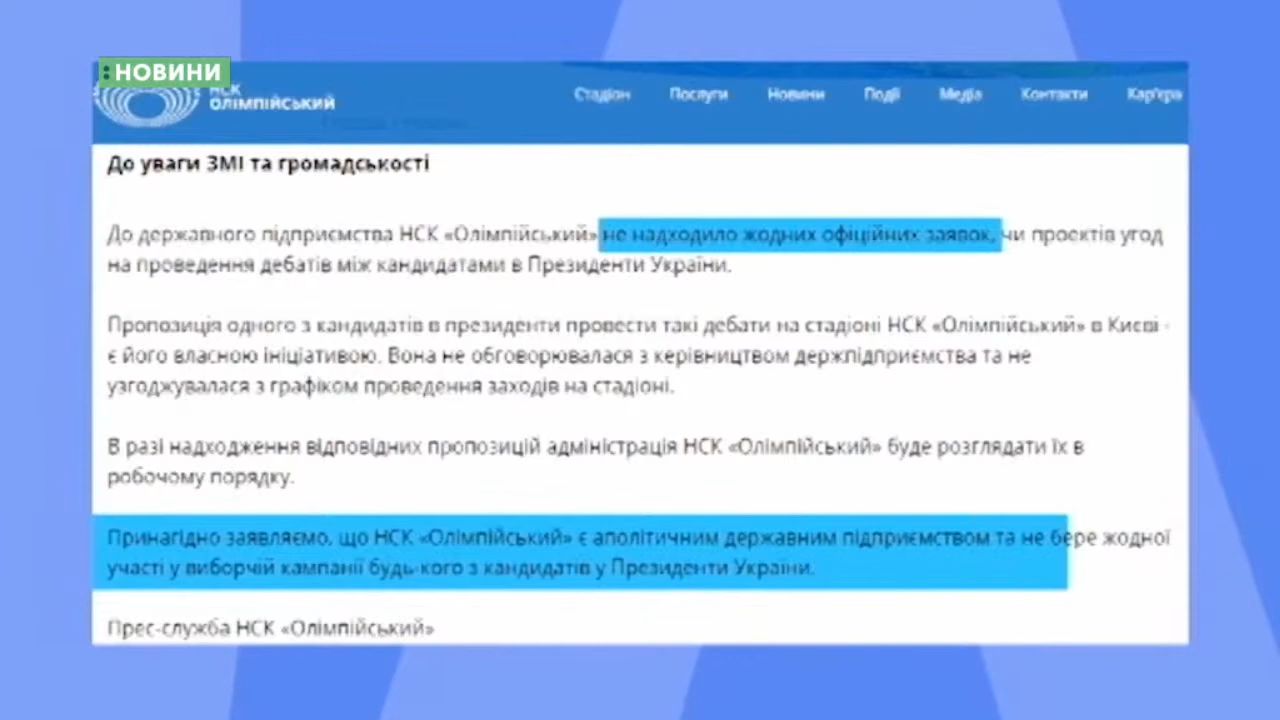 : НОВИНИ
НСК
ОЛІМПІЙСЬКИЙ
Стадіон Послуги Новини Події Медіа Контакти Кар'єра
До уваги ЗМІ та громадськості
До державного підприємства НСК «Олімпійський» не надходило жодних офіційних заявок, чи проектів угод
на проведення дебатів між кандидатами в Президенти України.
Пропозиція одного з кандидатів в президенти провести такі дебати на стадіоні НСК «Олімпійський» в Києві -
є його власною ініціативою. Вона не обговорювалася з керівництвом держпідприємства та не
узгоджувалася з графіком проведення заходів на стадіоні.
В разі надходження відповідних пропозицій адміністрація НСК «Олімпійський» буде розглядати їх в
робочому порядку.
Принагідно заявляємо, що НСК «Олімпійський» є аполітичним державним підприємством та не бере жодної
участі у виборчій кампанії будь-кого з кандидатів у Президенти України.
Прес-служба НСК «Олімпійський»